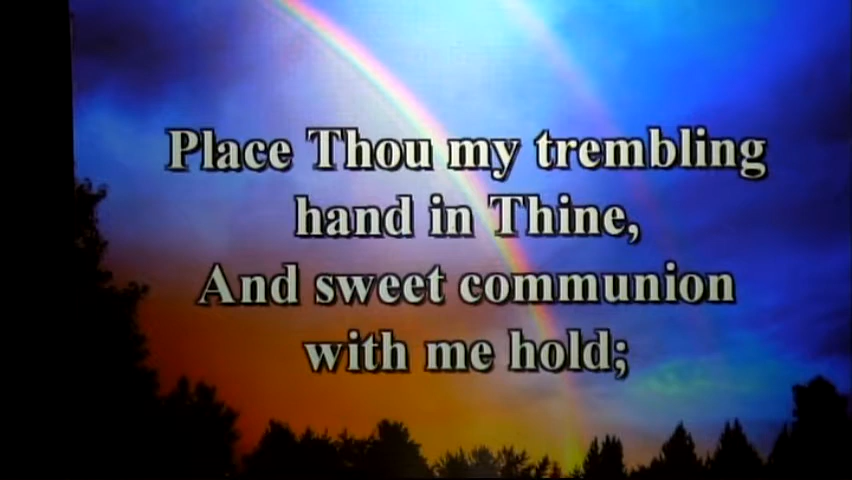 Place Thou my trembling
hand in Thine,
And sweet communion
with me hold;